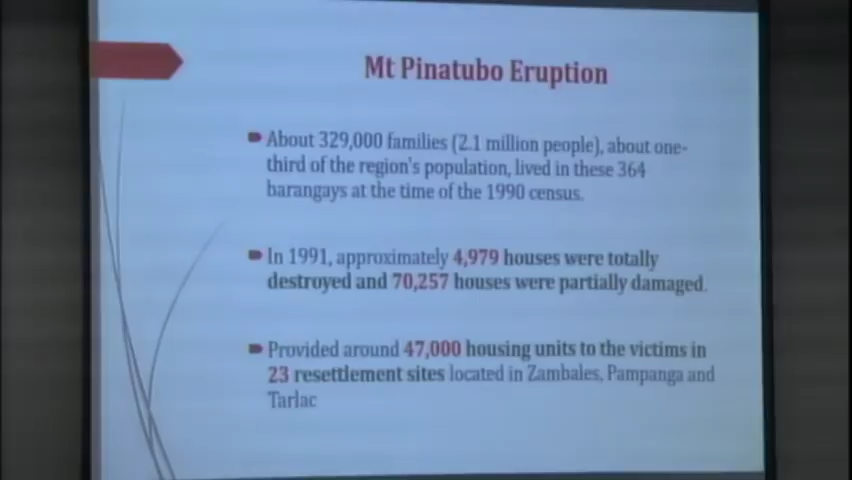 Mt Pinatubo Eruption
About 329,000 families (2.1 million people), about one-
third of the region's population, lived in these 364
barangays at the time of the 1990 census.
In 1991, approximately 4,979 houses were totally
destroyed and 70,257 houses were partially damaged.
Provided around 47,000 housing units to the victims in
23 resettlement sites located in Zambales, Pampanga and
Tarlac